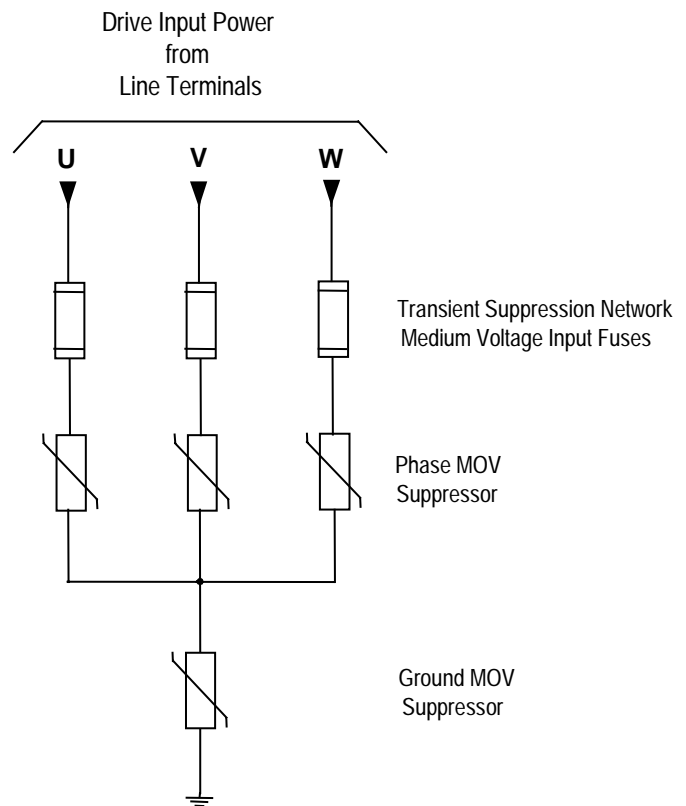 Drive Input Power
from
Line Terminals
U V W
Transient Suppression Network
Medium Voltage Input Fuses
Phase MOV
Suppressor
Ground MOV
Suppressor